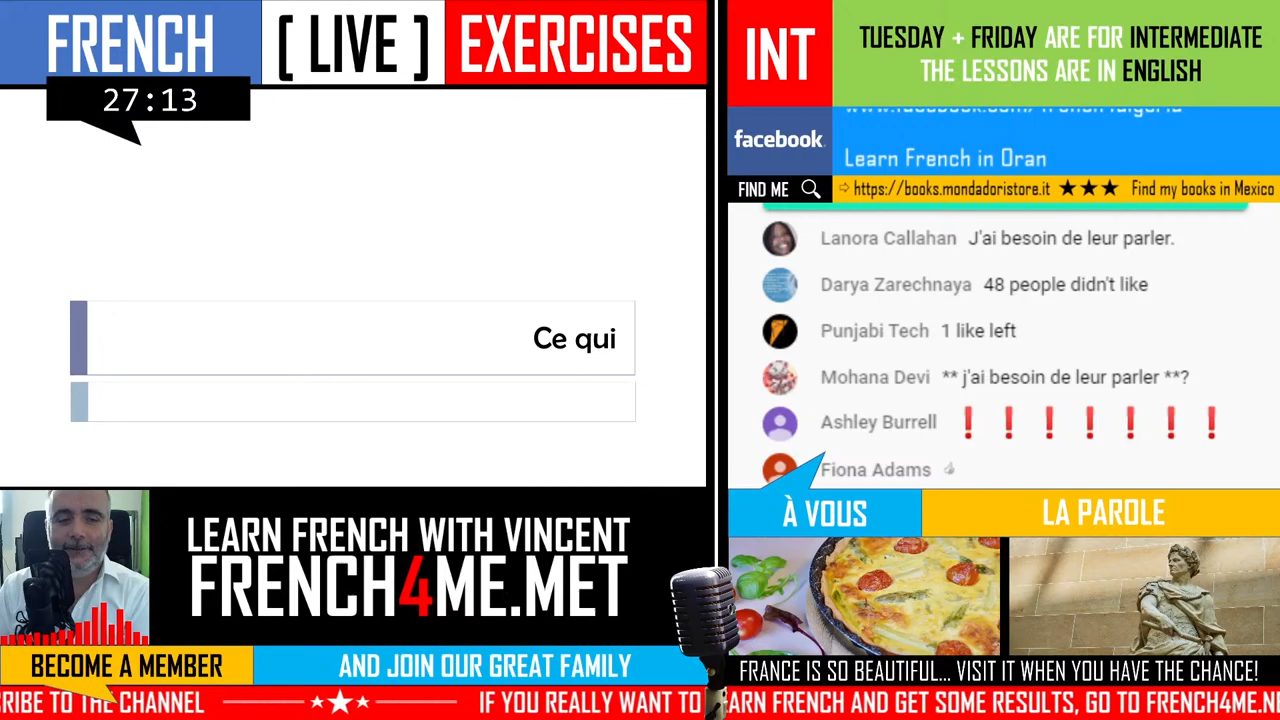 FRENCH [ LIVE ] EXERCISES
27:13
INT
TUESDAY + FRIDAY ARE FOR INTERMEDIATE
THE LESSONS ARE IN ENGLISH
facebook.
Learn French in Oran
FIND ME
⇨ https://books.mondadoristore.it ★★★ Find my books in Mexico
Lanora Callahan J'ai besoin de leur parler.
Darya Zarechnaya 48 people didn't like
Punjabi Tech 1 like left
Mohana Devi ** j'ai besoin de leur parler **?
Ashley Burrell ❗ ❗ ❗ ❗ ❗ ❗ ❗
Fiona Adams 👍
Ce qui
À VOUS LA PAROLE
LEARN FRENCH WITH VINCENT
FRENCH4ME.MET
BECOME A MEMBER AND JOIN OUR GREAT FAMILY
FRANCE IS SO BEAUTIFUL... VISIT IT WHEN YOU HAVE THE CHANCE!
CRIBE TO THE CHANNEL ★★★ IF YOU REALLY WANT TO EARN FRENCH AND GET SOME RESULTS, GO TO FRENCH4ME.N